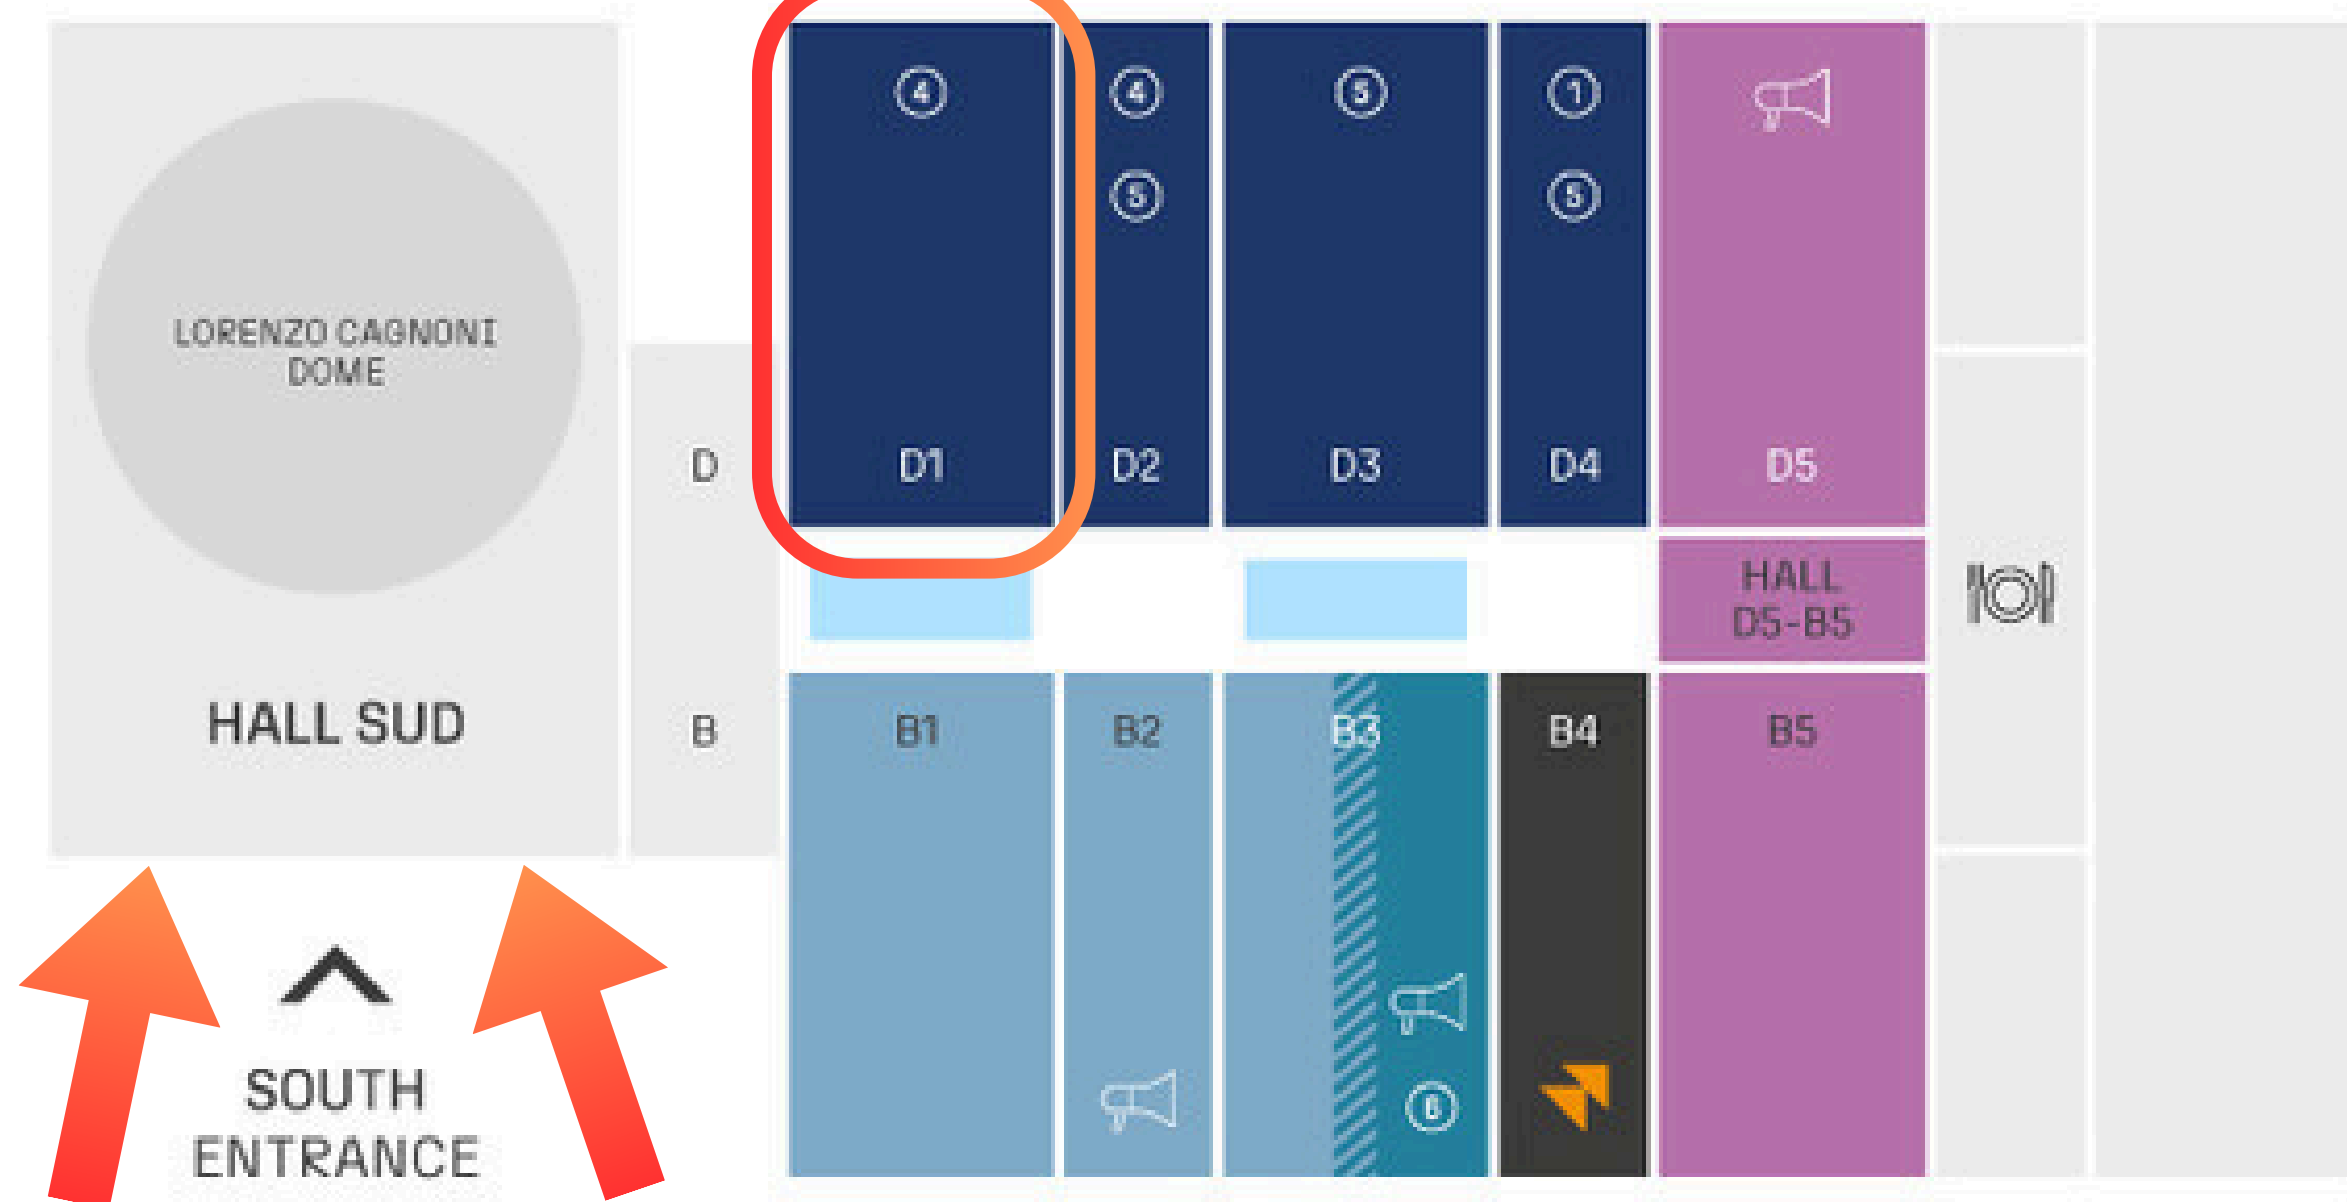 4
4
5
1
5
5
LORENZO CAGNONI
DOME
D
D1
D2
D3
D4
D5
HALL
D5-B5
HALL SUD
B
B1
B2
B3
B4
B5
SOUTH
ENTRANCE
6